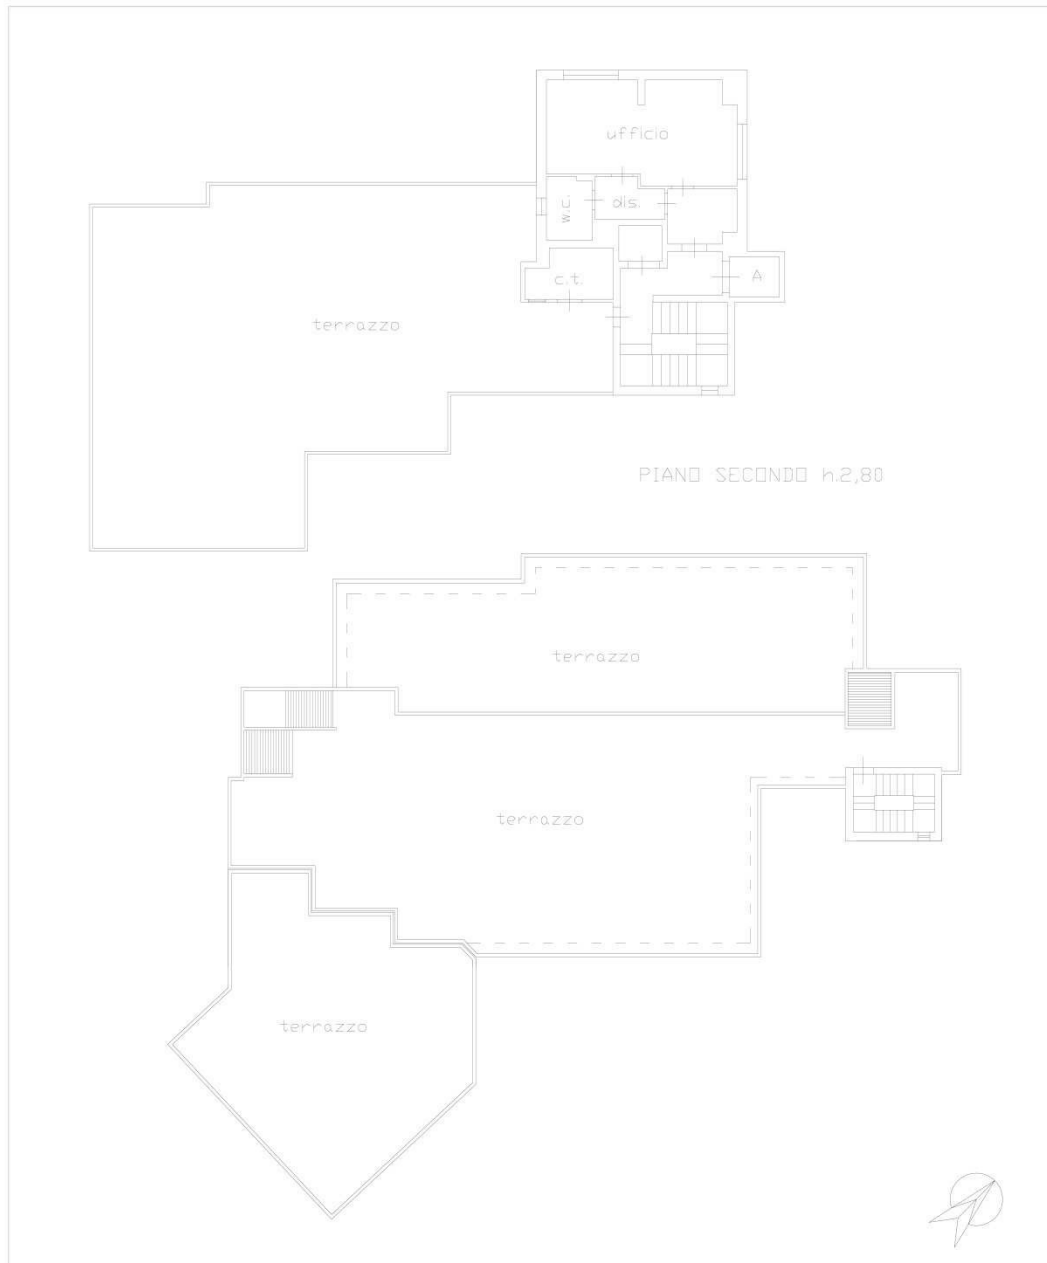 ufficio
w.c.
dis.
c.t.
A
terrazzo
PIANO SECONDO h.2,80
terrazzo
terrazzo
terrazzo